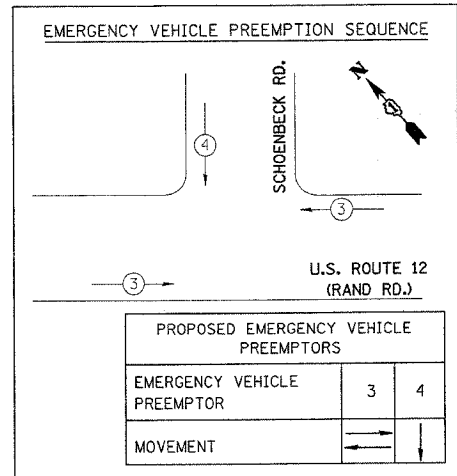 EMERGENCY VEHICLE PREEMPTION SEQUENCE
SCHOENBECK RD.
N
4
3
3
U.S. ROUTE 12
(RAND RD.)
PROPOSED EMERGENCY VEHICLE
PREEMPTORS
EMERGENCY VEHICLE
PREEMPTOR
3
4
MOVEMENT